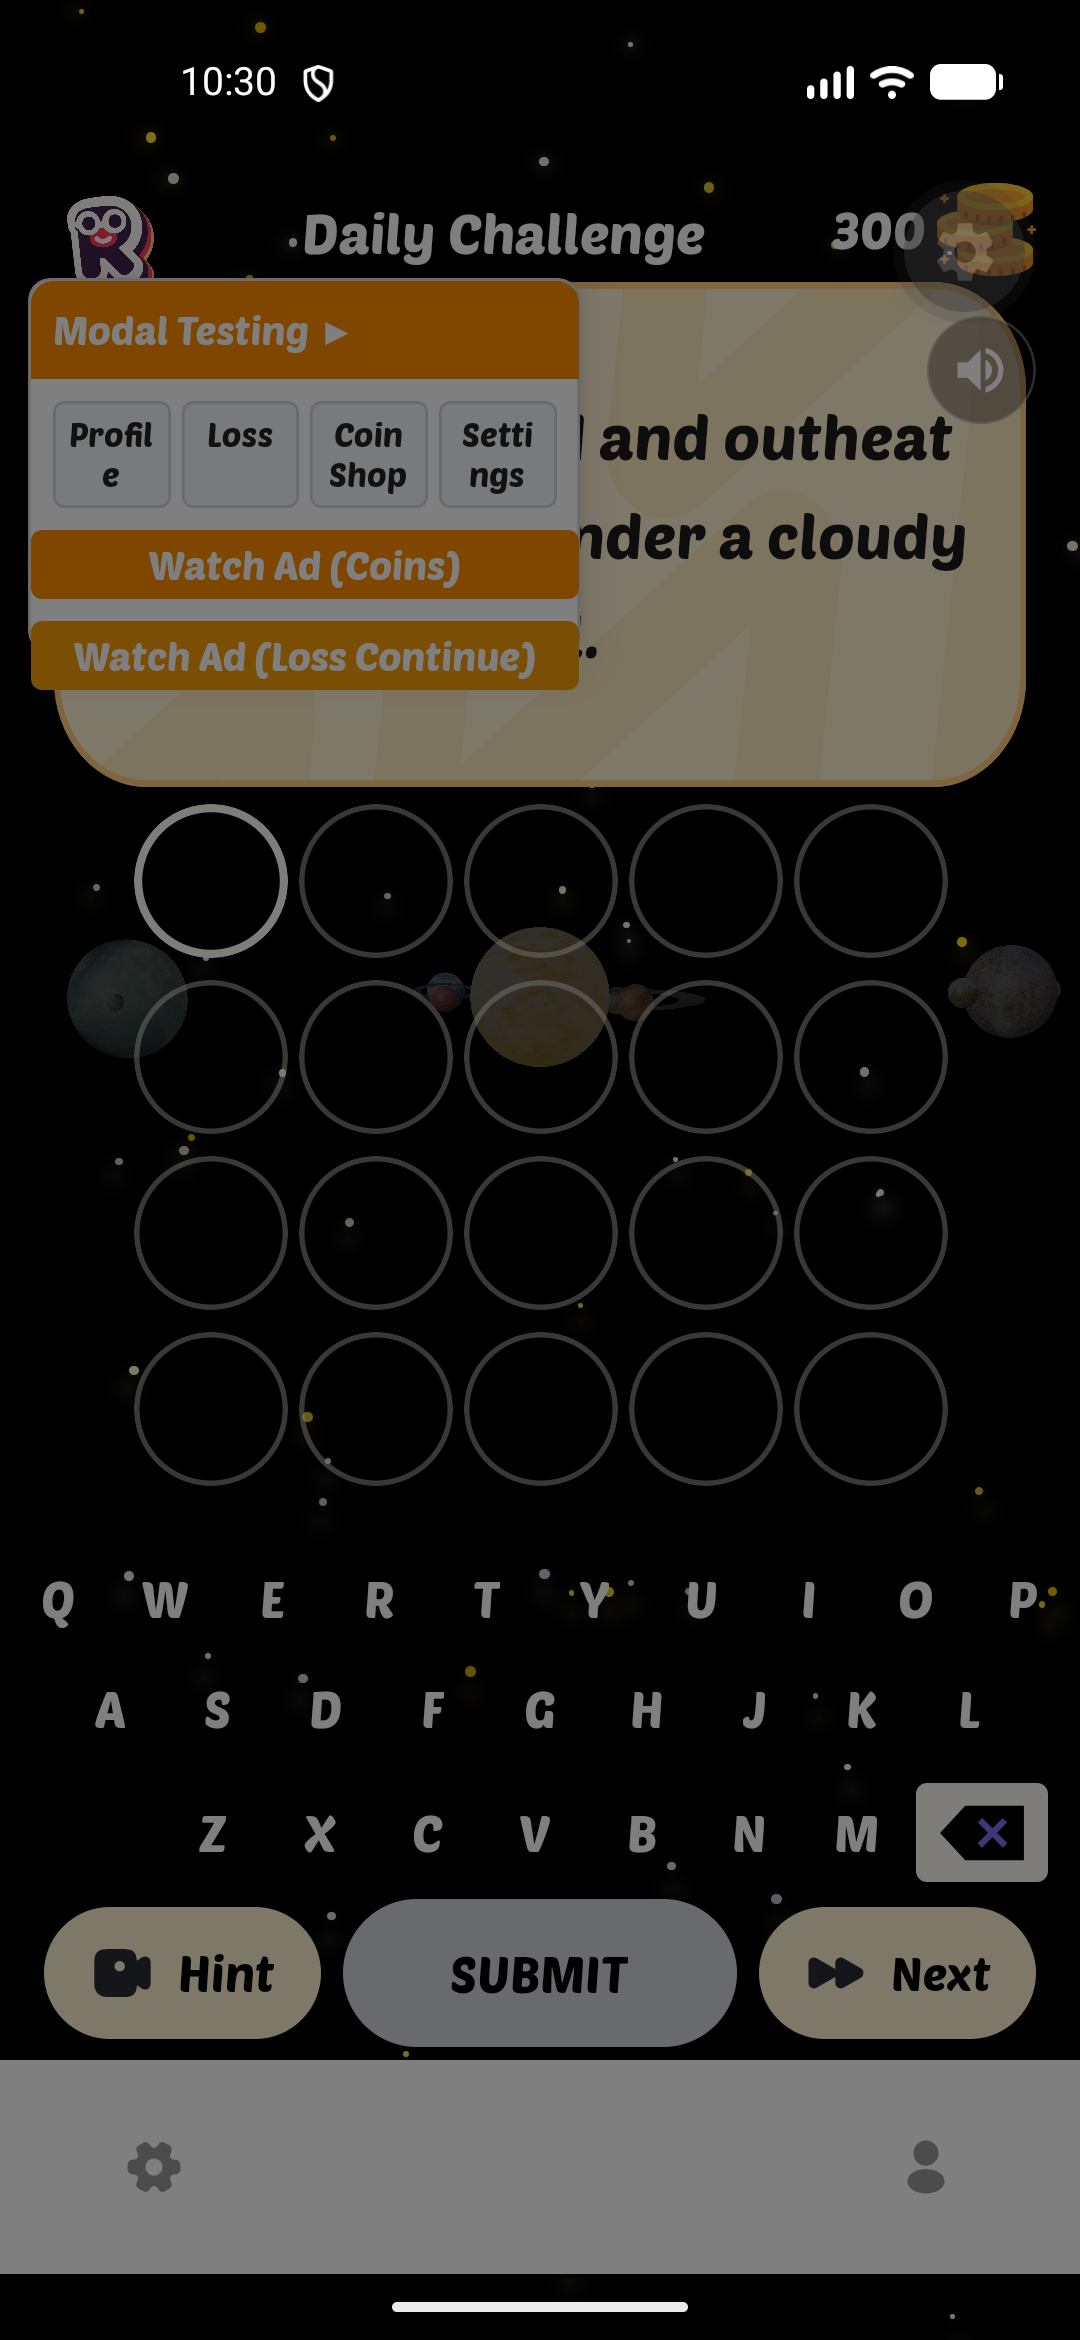 10:30
Daily Challenge 300
Modal Testing ▶
Profil
e
Loss
Coin
Shop
Setti
ngs
and outheat
nder a cloudy
Watch Ad (Coins)
Watch Ad (Loss Continue)
Q W E R T Y U I O P
A S D F G H J K L
Z X C V B N M
Hint
SUBMIT
Next